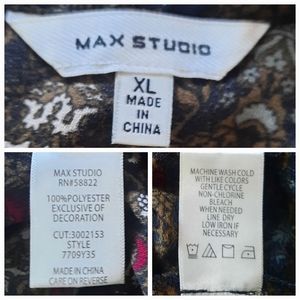 MAX STUDIO
XL
MADE
IN
CHINA
MAX STUDIO
RN#58822
100%POLYESTER
EXCLUSIVE OF
DECORATION
CUT:3002153
STYLE
7709Y35
MADE IN CHINA
CARE ON REVERSE
MACHINE WASH COLD
WITH LIKE COLORS
GENTLE CYCLE
NON-CHLORINE
BLEACH
WHEN NEEDED
LINE DRY
LOW IRON IF
NECESSARY